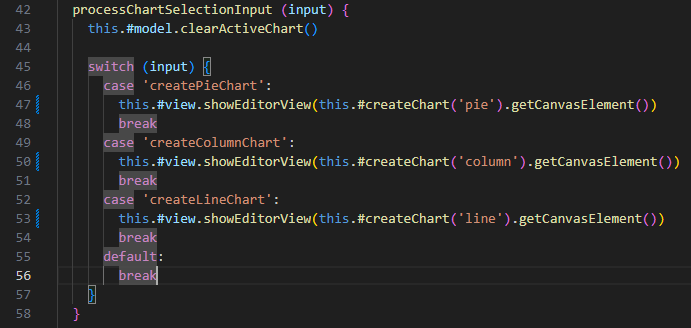 42 processChartSelectionInput (input) {
43   this.#model.clearActiveChart()
44
45   switch (input) {
46     case 'createPieChart':
47       this.#view.showEditorView(this.#createChart('pie').getCanvasElement())
48       break
49     case 'createColumnChart':
50       this.#view.showEditorView(this.#createChart('column').getCanvasElement())
51       break
52     case 'createLineChart':
53       this.#view.showEditorView(this.#createChart('line').getCanvasElement())
54       break
55     default:
56       break
57   }
58 }